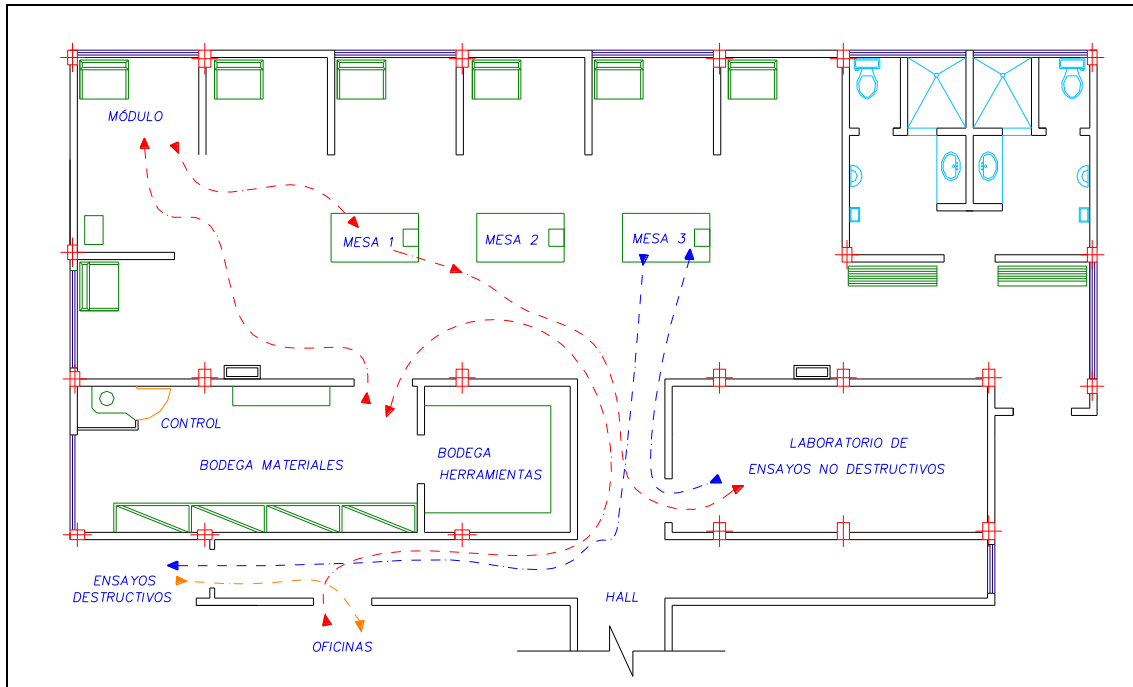 MÓDULO
MESA 1
MESA 2
MESA 3
CONTROL
BODEGA MATERIALES
BODEGA
HERRAMIENTAS
LABORATORIO DE
ENSAYOS NO DESTRUCTIVOS
ENSAYOS
DESTRUCTIVOS
HALL
OFICINAS